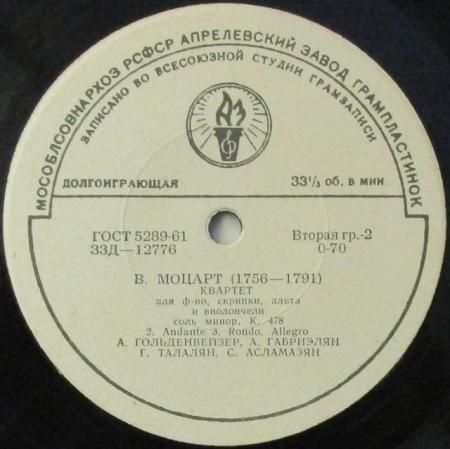 МОСОБЛСОВНАРХОЗ РСФСР АПРЕЛЕВСКИЙ ЗАВОД ГРАМПЛАСТИНОК
ЗАПИСАНО ВО ВСЕСОЮЗНОЙ СТУДИИ ГРАМЗАПИСИ
АЗ
ДОЛГОИГРАЮЩАЯ 33⅓ об. в мин.
ГОСТ 5289-61 Вторая гр.-2
33Д—12776 0-70
В. МОЦАРТ (1756—1791)
КВАРТЕТ
для ф-но, скрипки, альта
и виолончели
соль минор, К. 478
2. Andante 3. Rondo, Allegro
А. ГОЛЬДЕНВЕЙЗЕР, А. ГАБРИЭЛЯН
Г. ТАЛАЛЯН, С. АСЛАМАЗЯН